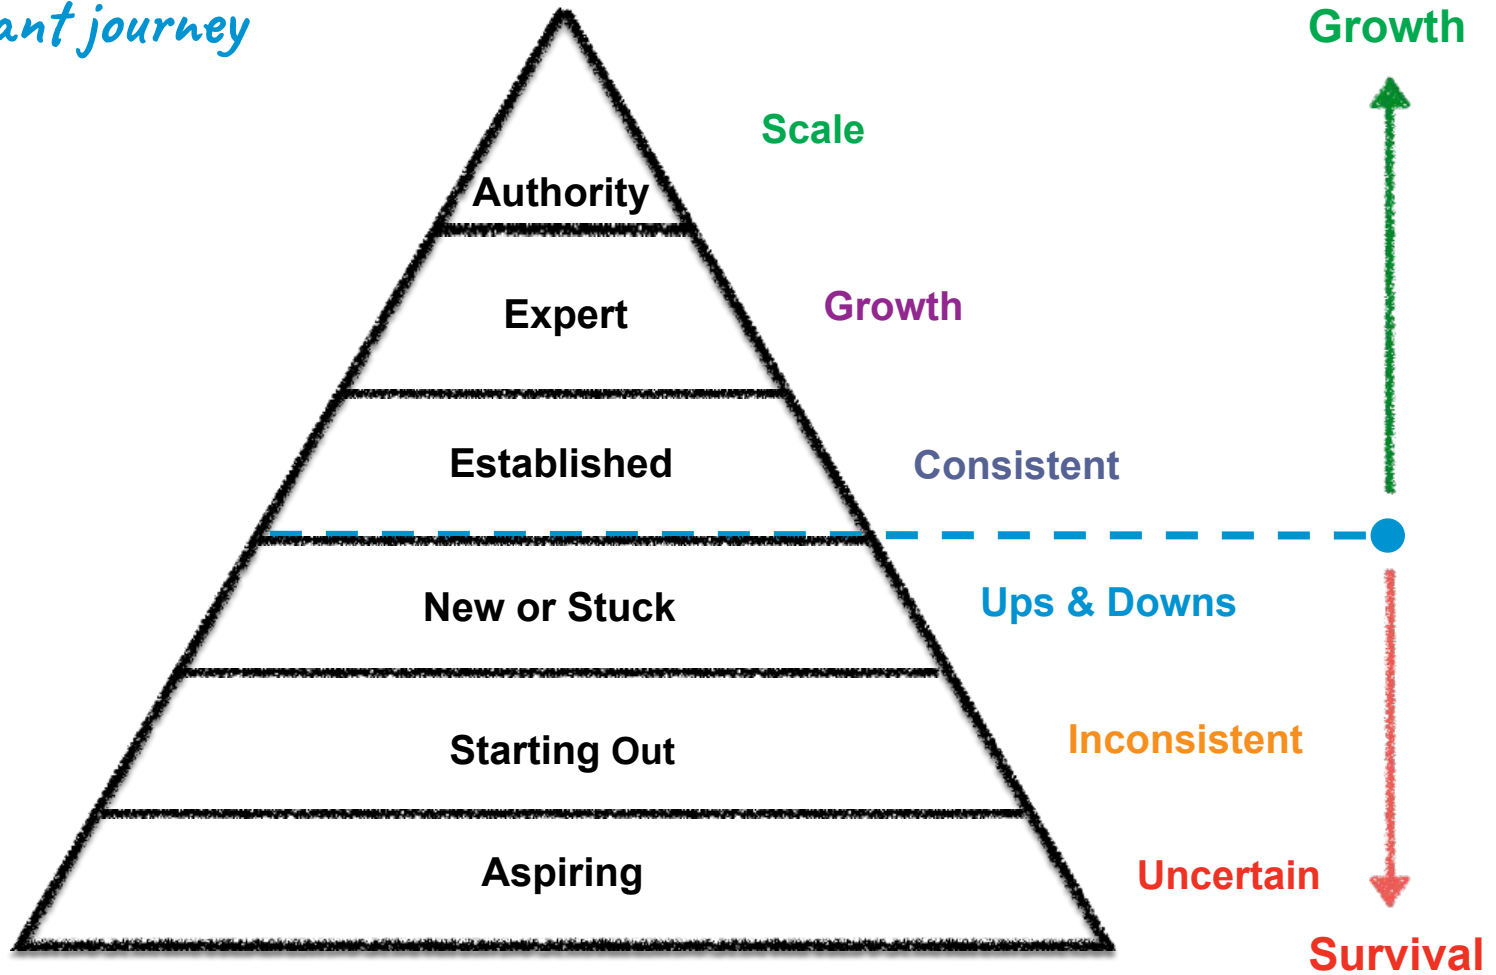 ant journey
Growth
Scale
Authority
Expert
Growth
Established
Consistent
New or Stuck
Ups & Downs
Starting Out
Inconsistent
Aspiring
Uncertain
Survival